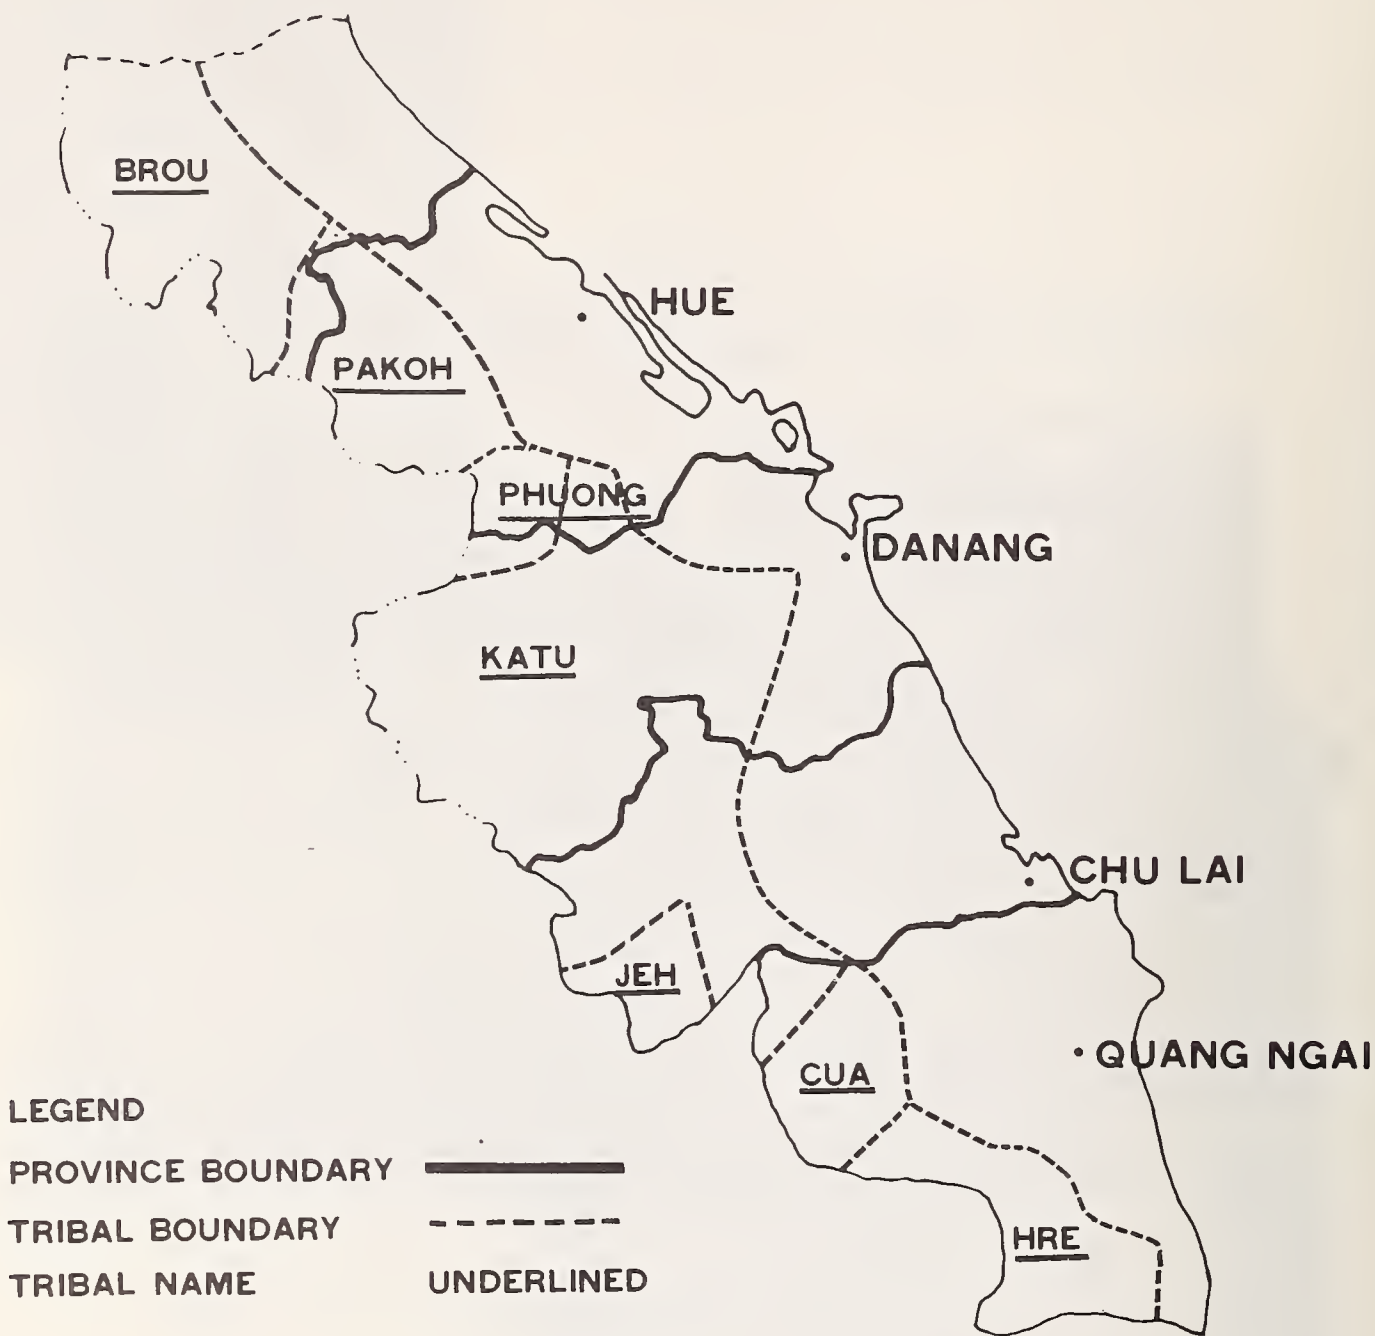 BROU
HUE
PAKOH
PHUONG
DANANG
KATU
CHU LAI
JEH
QUANG NGAI
CUA
LEGEND
PROVINCE BOUNDARY
TRIBAL BOUNDARY
HRE
TRIBAL NAME UNDERLINED